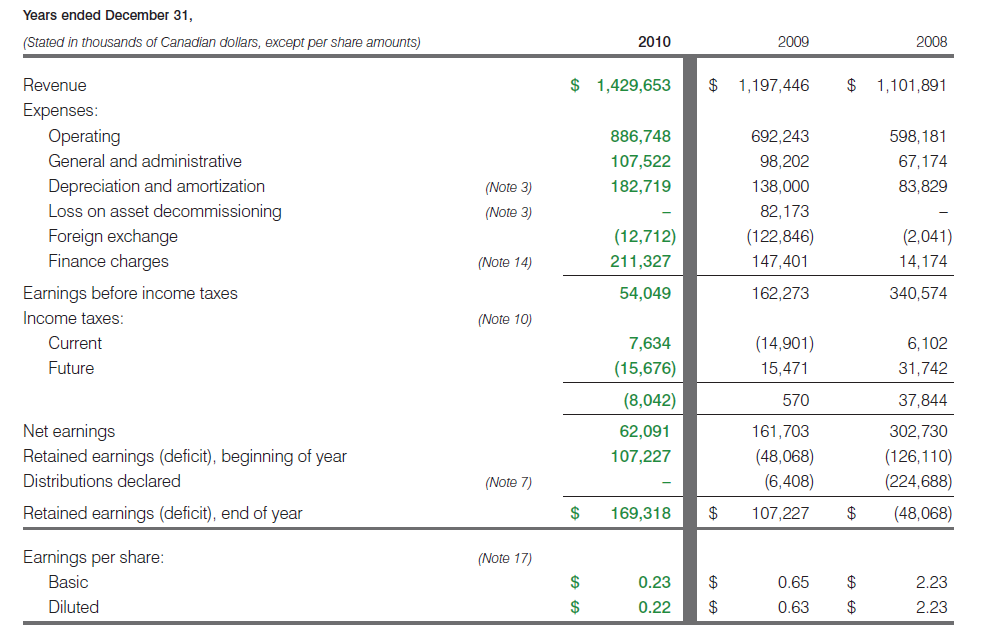 Years ended December 31,
(Stated in thousands of Canadian dollars, except per share amounts) 2010 2009 2008
Revenue $ 1,429,653 $ 1,197,446 $ 1,101,891
Expenses:
Operating 886,748 692,243 598,181
General and administrative 107,522 98,202 67,174
Depreciation and amortization (Note 3) 182,719 138,000 83,829
Loss on asset decommissioning (Note 3) – 82,173 –
Foreign exchange (12,712) (122,846) (2,041)
Finance charges (Note 14) 211,327 147,401 14,174
Earnings before income taxes 54,049 162,273 340,574
Income taxes: (Note 10)
Current 7,634 (14,901) 6,102
Future (15,676) 15,471 31,742
(8,042) 570 37,844
Net earnings 62,091 161,703 302,730
Retained earnings (deficit), beginning of year 107,227 (48,068) (126,110)
Distributions declared (Note 7) – (6,408) (224,688)
Retained earnings (deficit), end of year $ 169,318 $ 107,227 $ (48,068)
Earnings per share: (Note 17)
Basic $ 0.23 $ 0.65 $ 2.23
Diluted $ 0.22 $ 0.63 $ 2.23